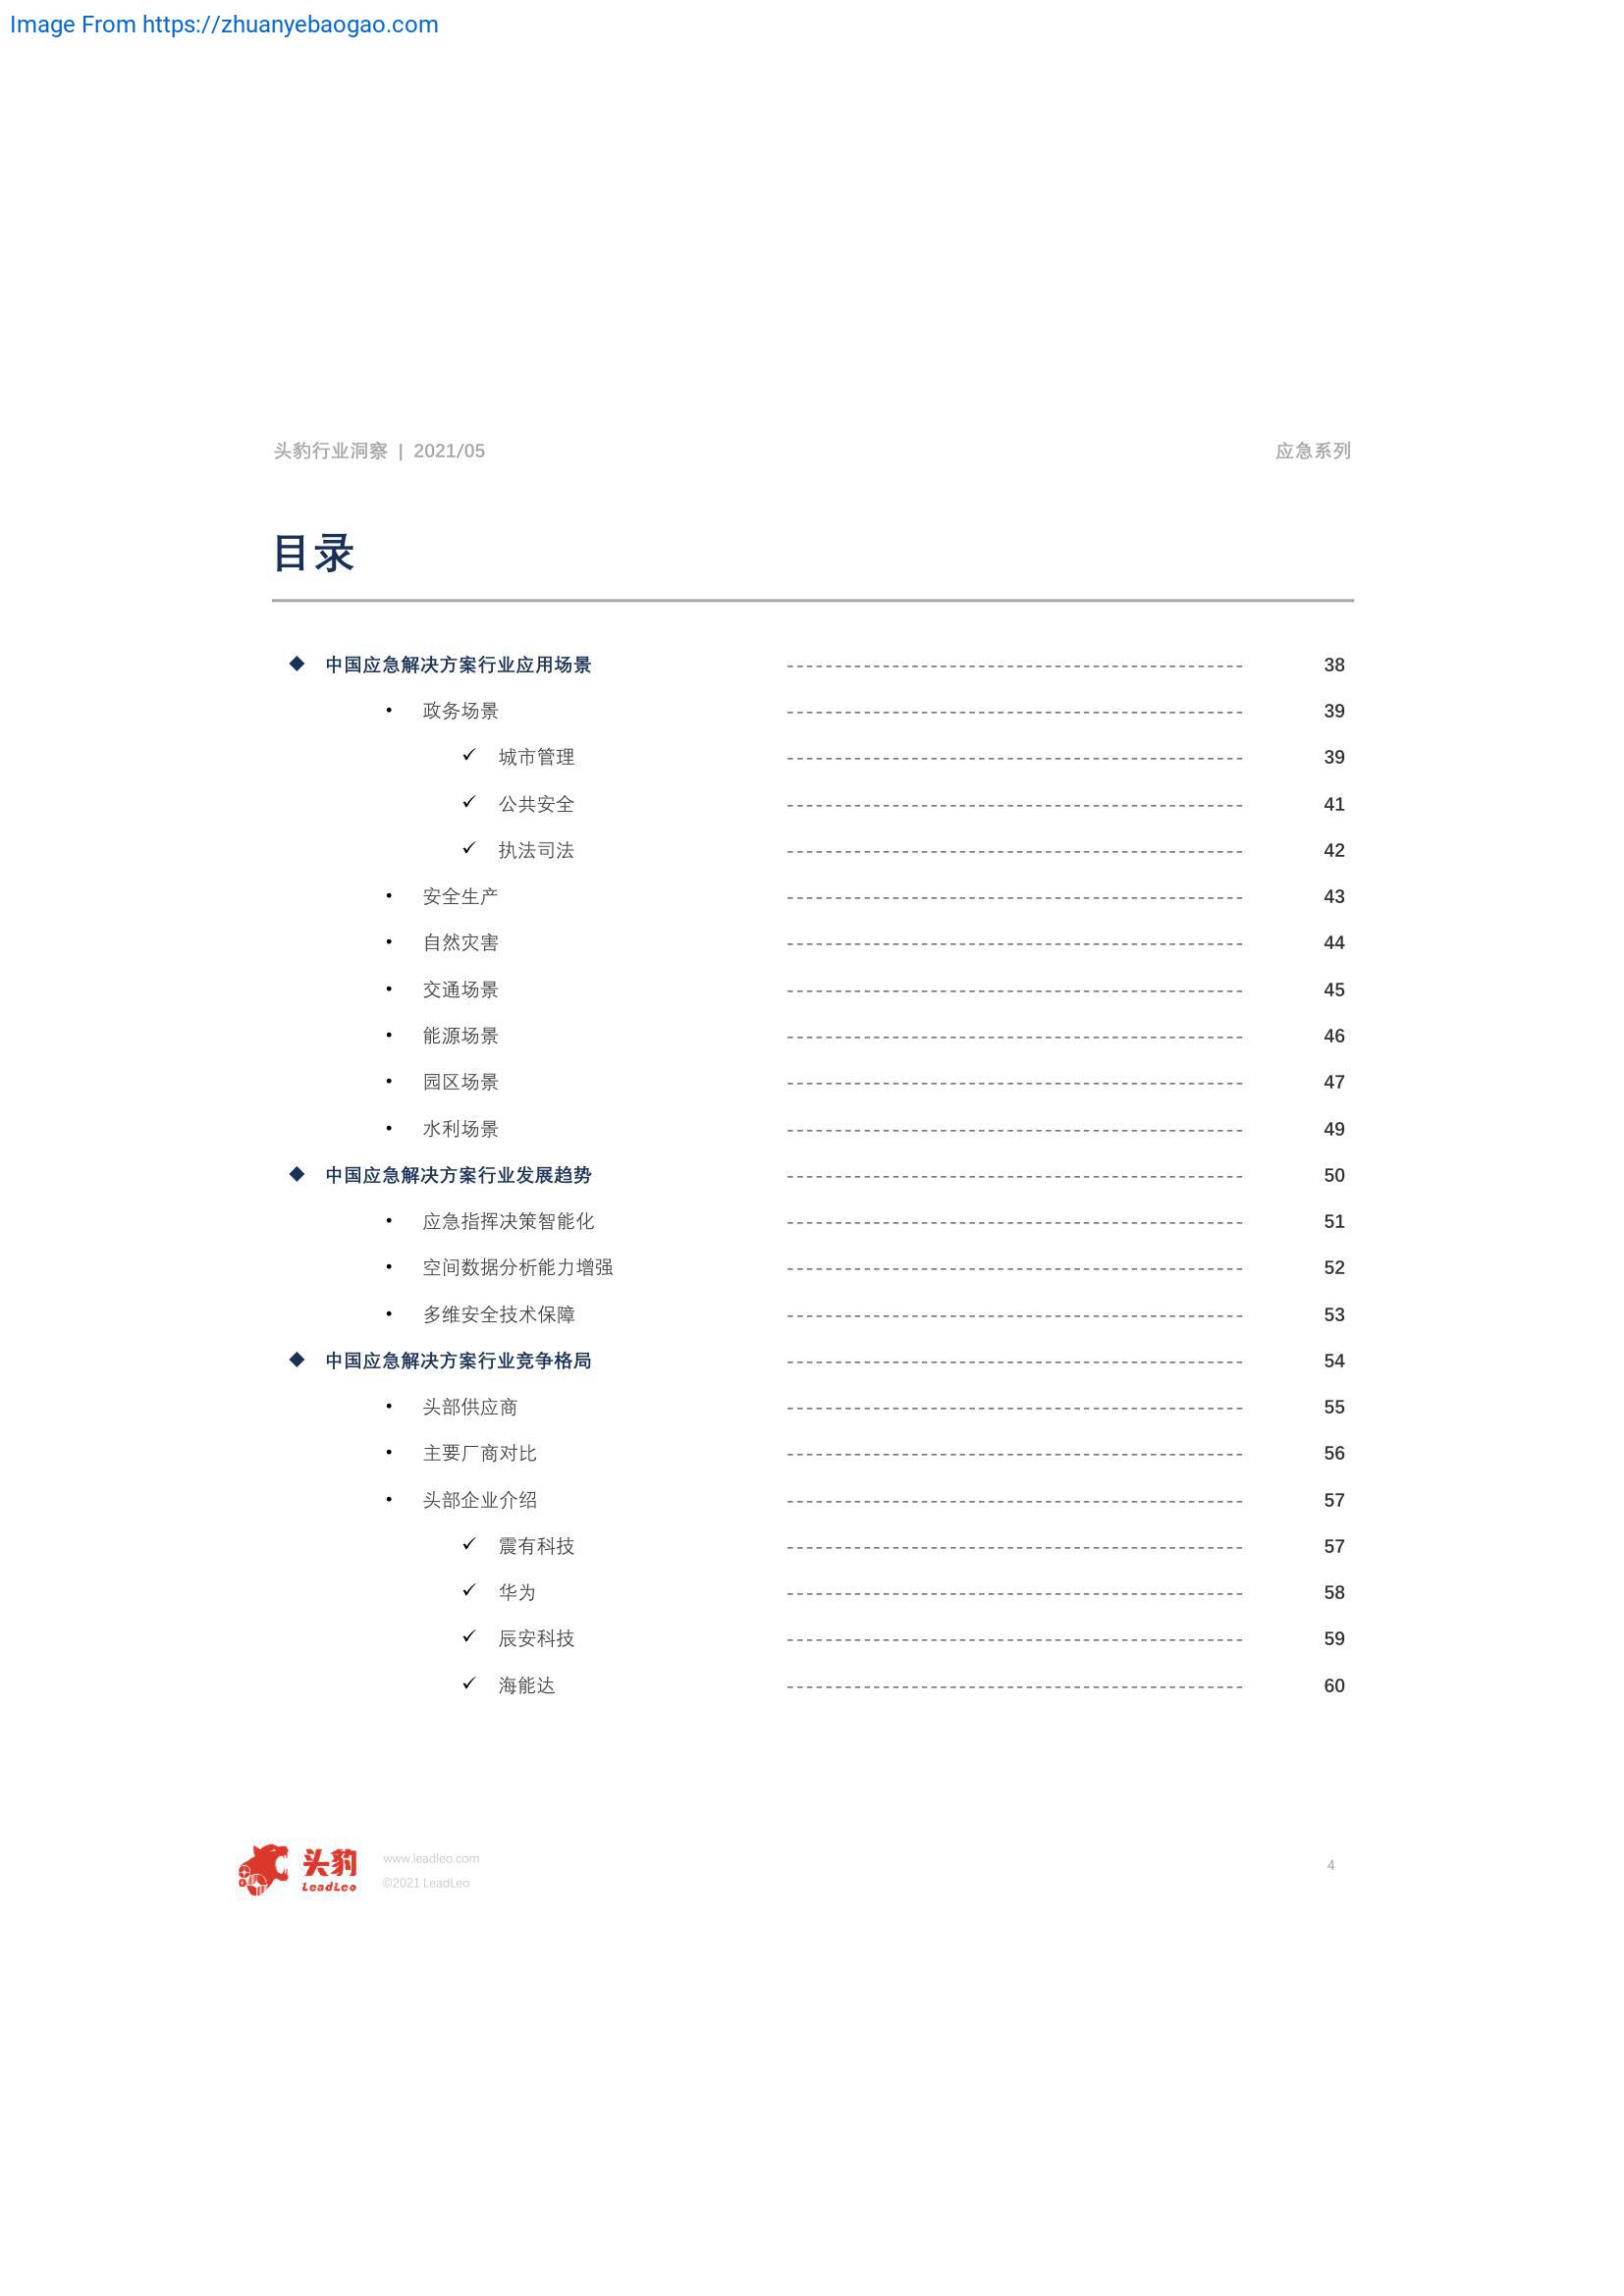 Image From https://zhuanyebaogao.com
头豹行业洞察 | 2021/05 应急系列
目录
◆ 中国应急解决方案行业应用场景 ------------------------------------------------ 38
• 政务场景 ------------------------------------------------ 39
✓ 城市管理 ------------------------------------------------ 39
✓ 公共安全 ------------------------------------------------ 41
✓ 执法司法 ------------------------------------------------ 42
• 安全生产 ------------------------------------------------ 43
• 自然灾害 ------------------------------------------------ 44
• 交通场景 ------------------------------------------------ 45
• 能源场景 ------------------------------------------------ 46
• 园区场景 ------------------------------------------------ 47
• 水利场景 ------------------------------------------------ 49
◆ 中国应急解决方案行业发展趋势 ------------------------------------------------ 50
• 应急指挥决策智能化 ------------------------------------------------ 51
• 空间数据分析能力增强 ------------------------------------------------ 52
• 多维安全技术保障 ------------------------------------------------ 53
◆ 中国应急解决方案行业竞争格局 ------------------------------------------------ 54
• 头部供应商 ------------------------------------------------ 55
• 主要厂商对比 ------------------------------------------------ 56
• 头部企业介绍 ------------------------------------------------ 57
✓ 震有科技 ------------------------------------------------ 57
✓ 华为 ------------------------------------------------ 58
✓ 辰安科技 ------------------------------------------------ 59
✓ 海能达 ------------------------------------------------ 60
头豹
LeadLeo
www.leadleo.com
©2021 LeadLeo
4